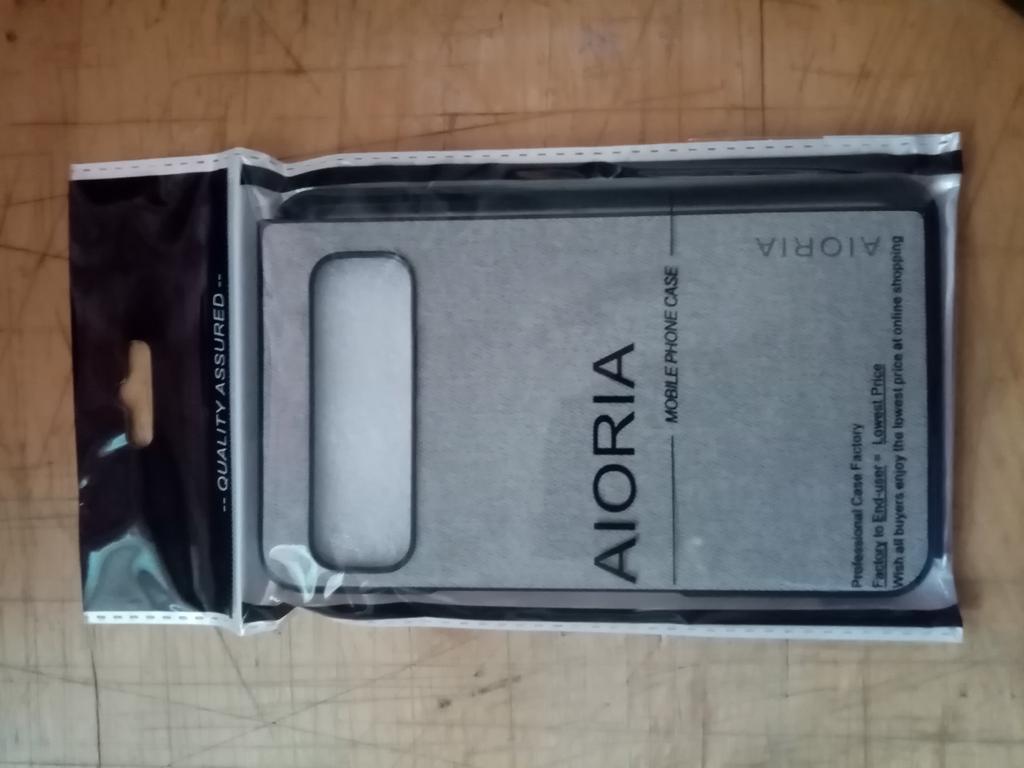 -- QUALITY ASSURED --
AIORIA
MOBILE PHONE CASE
AIORIA
Professional Case Factory
Factory to End-user = Lowest Price
Wish all buyers enjoy the lowest price at online shopping